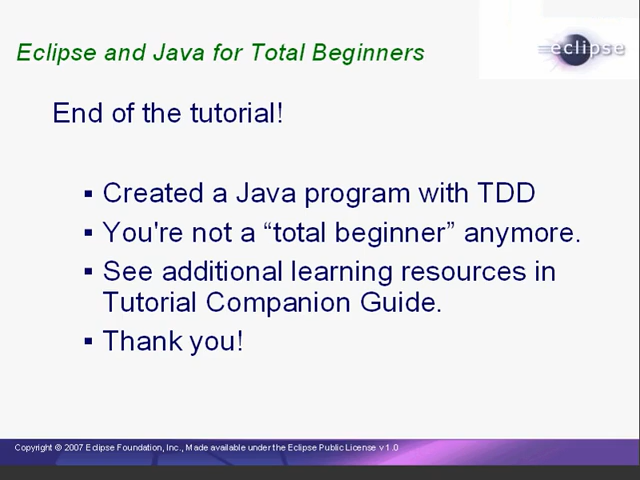 Eclipse and Java for Total Beginners
eclipse
End of the tutorial!
▪ Created a Java program with TDD
▪ You're not a “total beginner” anymore.
▪ See additional learning resources in
Tutorial Companion Guide.
▪ Thank you!
Copyright © 2007 Eclipse Foundation, Inc., Made available under the Eclipse Public License v 1.0